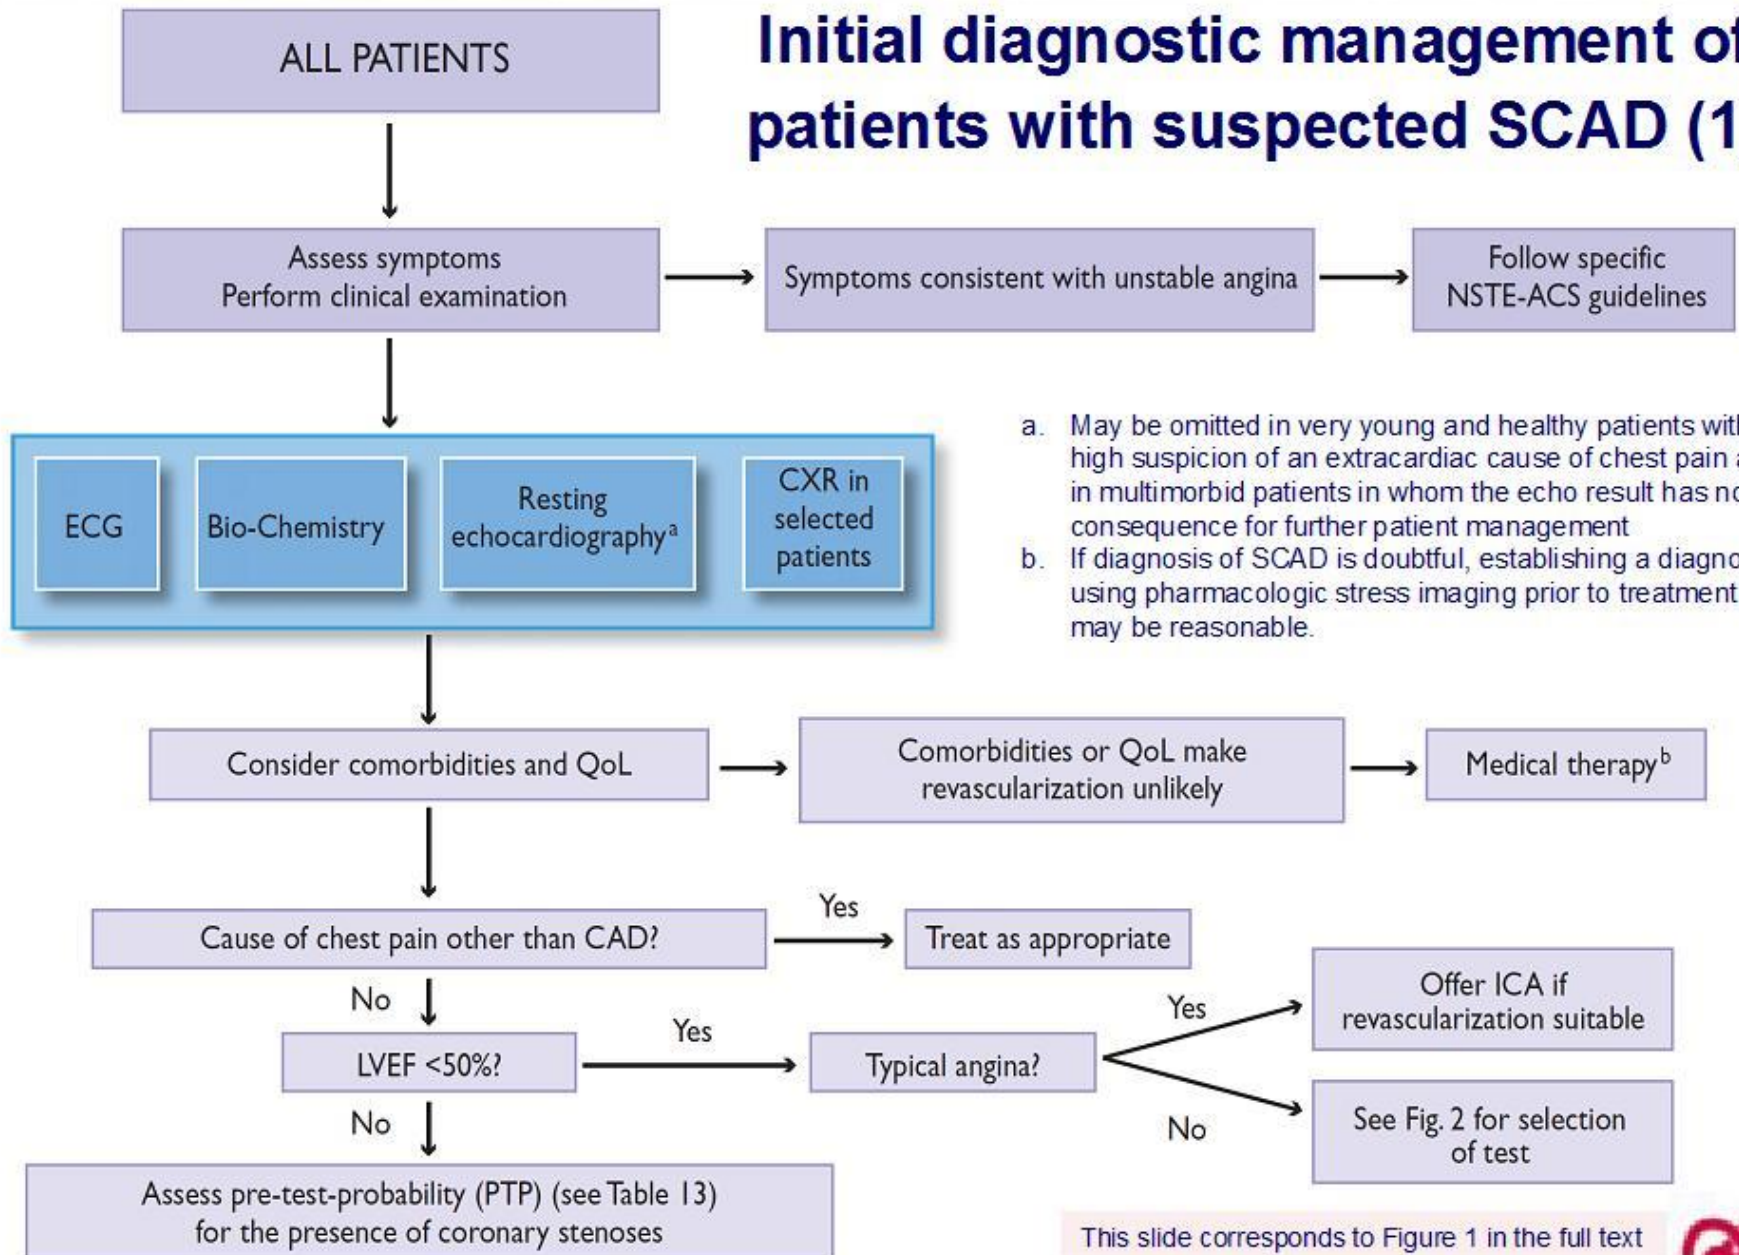 Initial diagnostic management of
patients with suspected SCAD (1
ALL PATIENTS
Assess symptoms
Perform clinical examination
Symptoms consistent with unstable angina
Follow specific
NSTE-ACS guidelines
ECG
Bio-Chemistry
Resting
echocardiographyᵃ
CXR in
selected
patients
a. May be omitted in very young and healthy patients with
high suspicion of an extracardiac cause of chest pain a
in multimorbid patients in whom the echo result has no
consequence for further patient management
b. If diagnosis of SCAD is doubtful, establishing a diagno
using pharmacologic stress imaging prior to treatment
may be reasonable.
Consider comorbidities and QoL
Comorbidities or QoL make
revascularization unlikely
Medical therapyᵇ
Cause of chest pain other than CAD?
Yes
Treat as appropriate
No
LVEF <50%?
Yes
Typical angina?
Yes
Offer ICA if
revascularization suitable
No
See Fig. 2 for selection
of test
No
Assess pre-test-probability (PTP) (see Table 13)
for the presence of coronary stenoses
This slide corresponds to Figure 1 in the full text